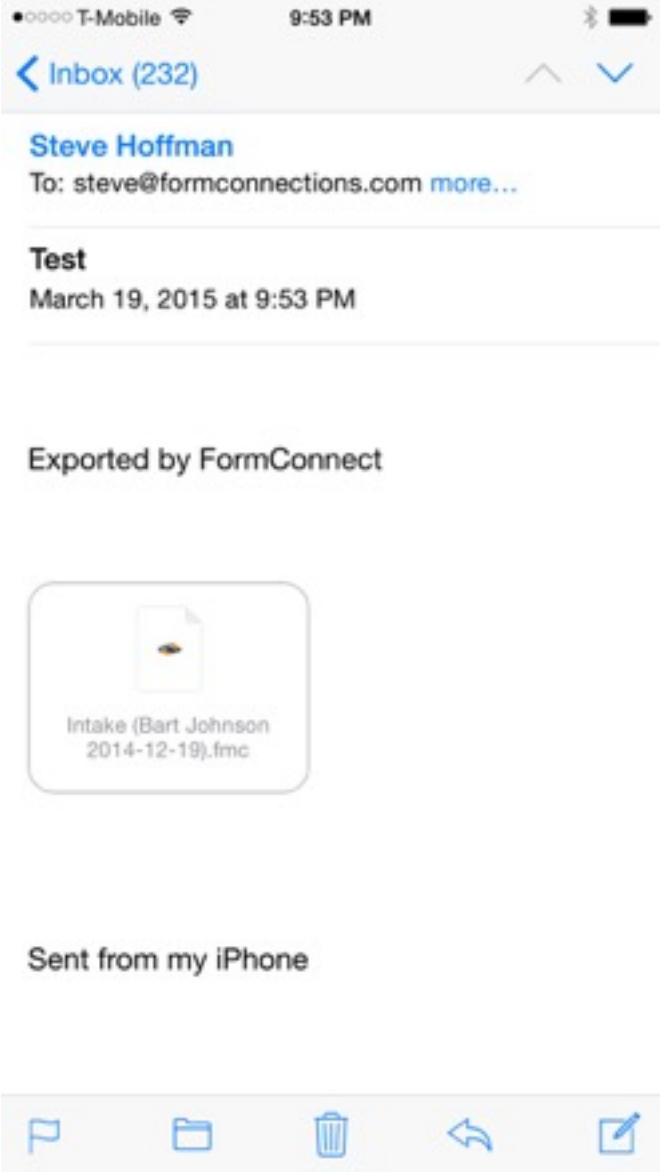 T-Mobile 9:53 PM
Inbox (232)
Steve Hoffman
To: steve@formconnections.com more...
Test
March 19, 2015 at 9:53 PM
Exported by FormConnect
Intake (Bart Johnson
2014-12-19).fmc
Sent from my iPhone